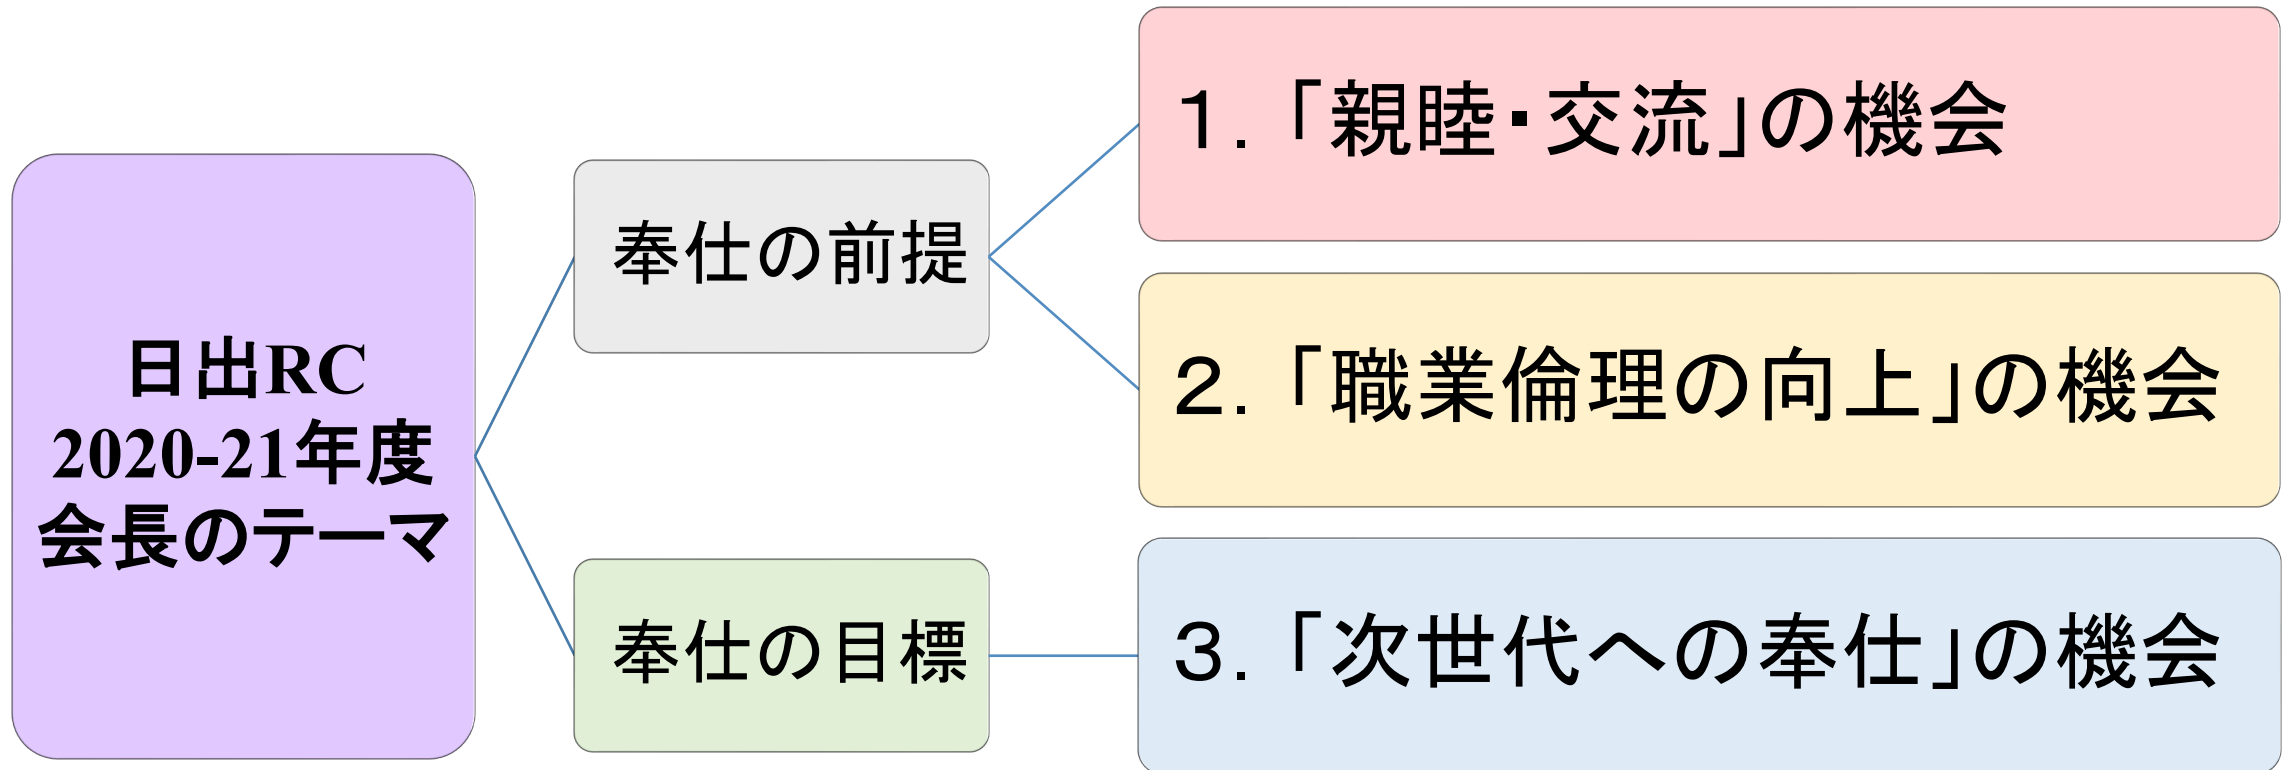 日出RC
2020-21年度
会長のテーマ
奉仕の前提
奉仕の目標
１．「親睦・交流」の機会
２．「職業倫理の向上」の機会
３．「次世代への奉仕」の機会